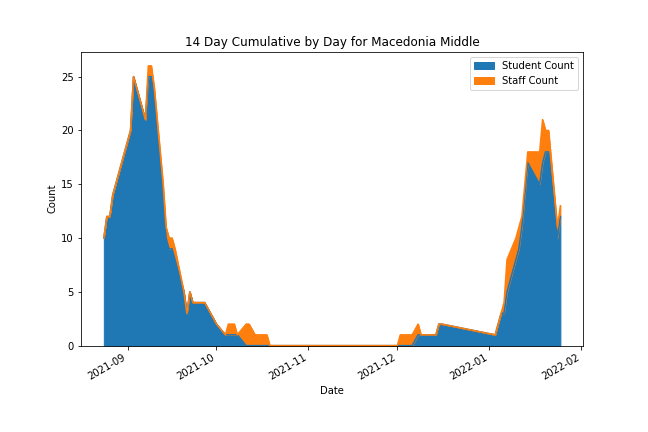 14 Day Cumulative by Day for Macedonia Middle
Student Count
Staff Count
25
20
15
10
5
0
Count
2021-09
2021-10
2021-11
2021-12
2022-01
2022-02
Date